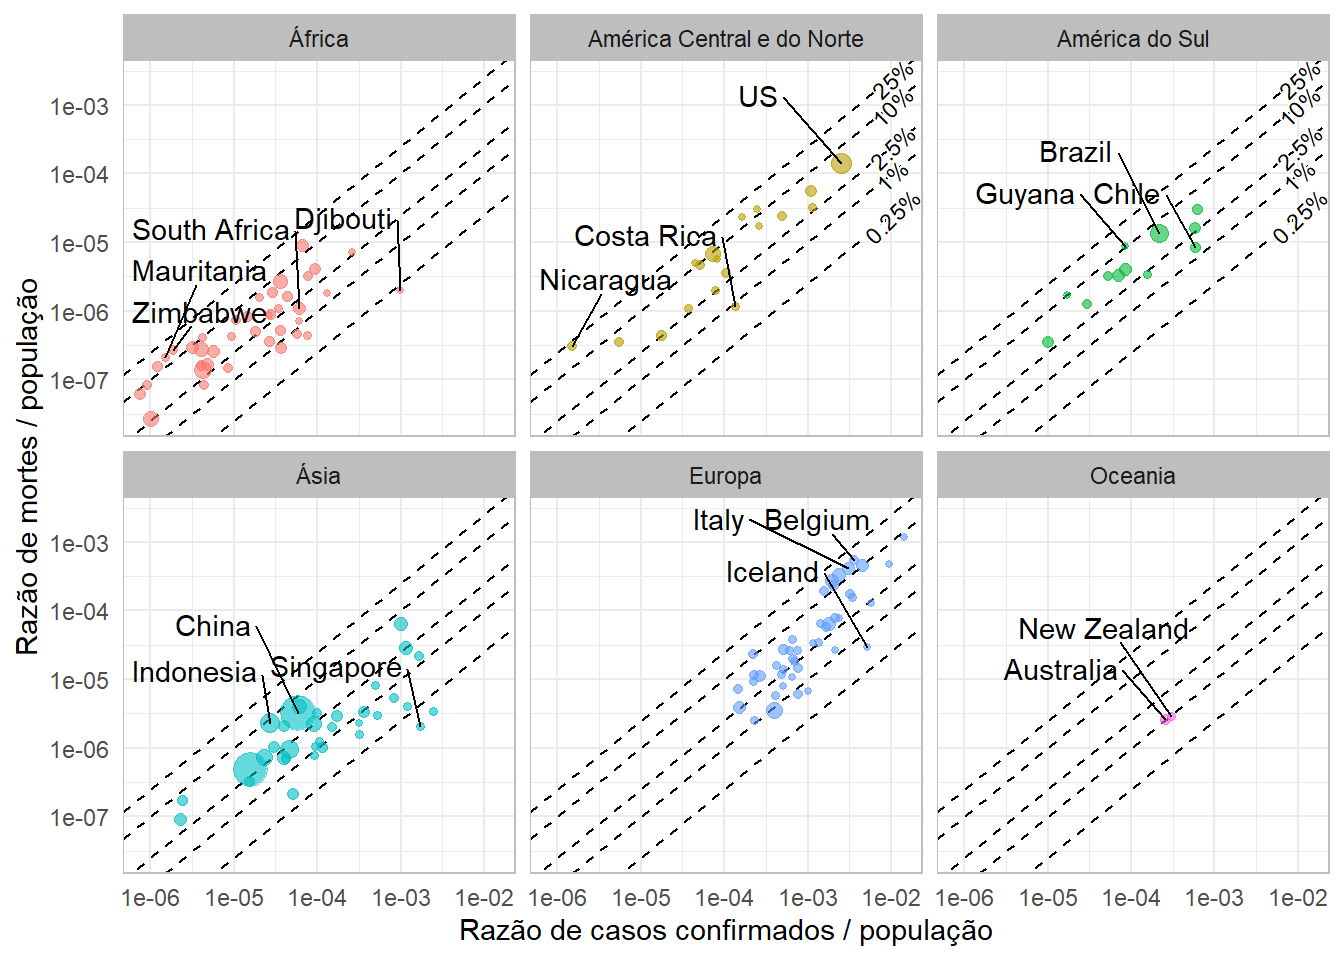 África
América Central e do Norte
América do Sul
1e-03
1e-04
1e-05
1e-06
1e-07
South Africa
Djibouti
Mauritania
Zimbabwe
US
Costa Rica
Nicaragua
25%
10%
2.5%
1%
0.25%
Brazil
Guyana
Chile
25%
10%
2.5%
1%
0.25%
Razão de mortes / população
Ásia
Europa
Oceania
1e-03
1e-04
1e-05
1e-06
1e-07
China
Indonesia
Singapore
Italy
Belgium
Iceland
New Zealand
Australia
1e-06 1e-05 1e-04 1e-03 1e-02
1e-06 1e-05 1e-04 1e-03 1e-02
1e-06 1e-05 1e-04 1e-03 1e-02
Razão de casos confirmados / população